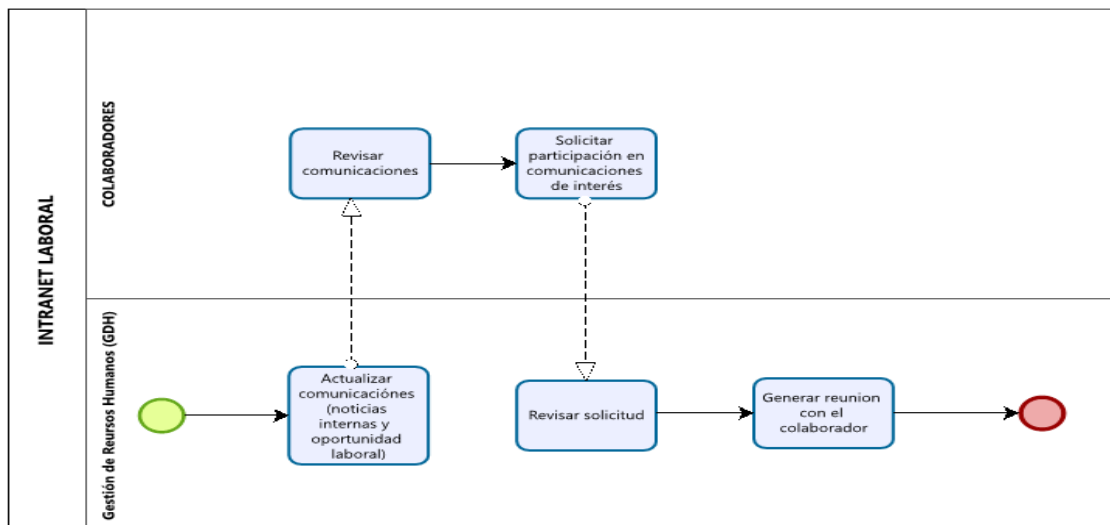 INTRANET LABORAL
COLABORADORES
Revisar
comunicaciones
Solicitar
participación en
comunicaciones
de interés
Gestión de Reursos Humanos (GDH)
Actualizar
comunicaciónes
(noticias
internas y
oportunidad
laboral)
Revisar solicitud
Generar reunion
con el
colaborador